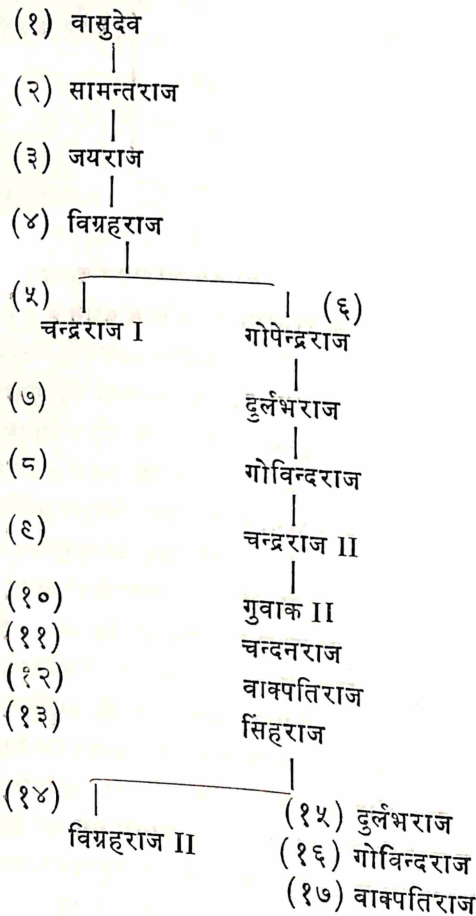 (१) वासुदेव
(२) सामन्तराज
(३) जयराज
(४) विग्रहराज
(५) (६)
चन्द्रराज I गोपेन्द्रराज
(७) दुर्लभराज
(८) गोविन्दराज
(९) चन्द्रराज II
(१०) गुवाक II
(११) चन्दनराज
(१२) वाक्पतिराज
(१३) सिंहराज
(१४) (१५) दुर्लभराज
विग्रहराज II (१६) गोविन्दराज
(१७) वाक्पतिराज